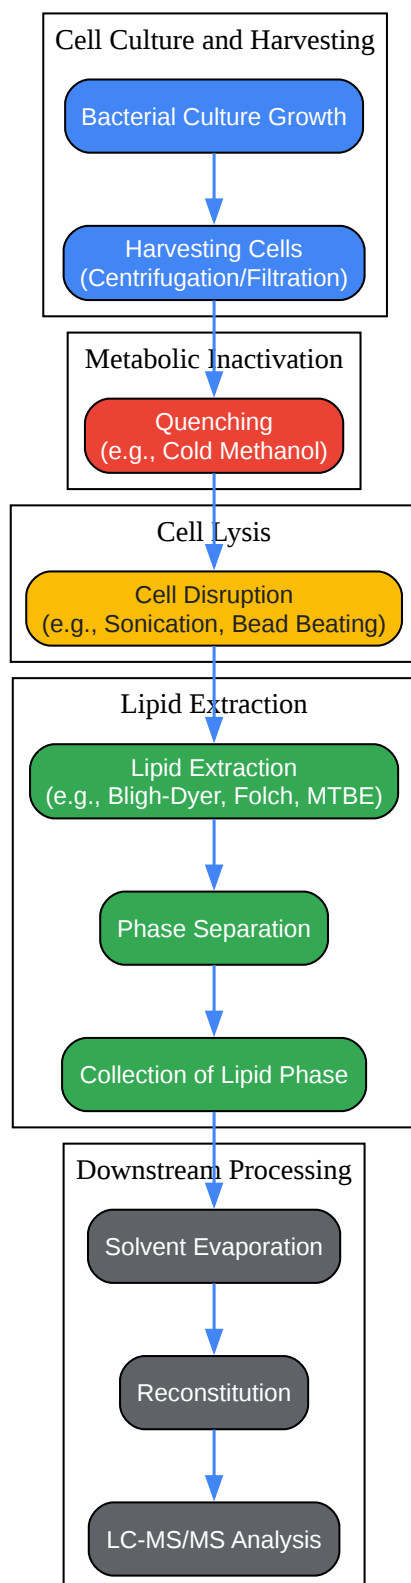 Cell Culture and Harvesting
Bacterial Culture Growth
Harvesting Cells
(Centrifugation/Filtration)
Metabolic Inactivation
Quenching
(e.g., Cold Methanol)
Cell Lysis
Cell Disruption
(e.g., Sonication, Bead Beating)
Lipid Extraction
Lipid Extraction
(e.g., Bligh-Dyer, Folch, MTBE)
Phase Separation
Collection of Lipid Phase
Downstream Processing
Solvent Evaporation
Reconstitution
LC-MS/MS Analysis